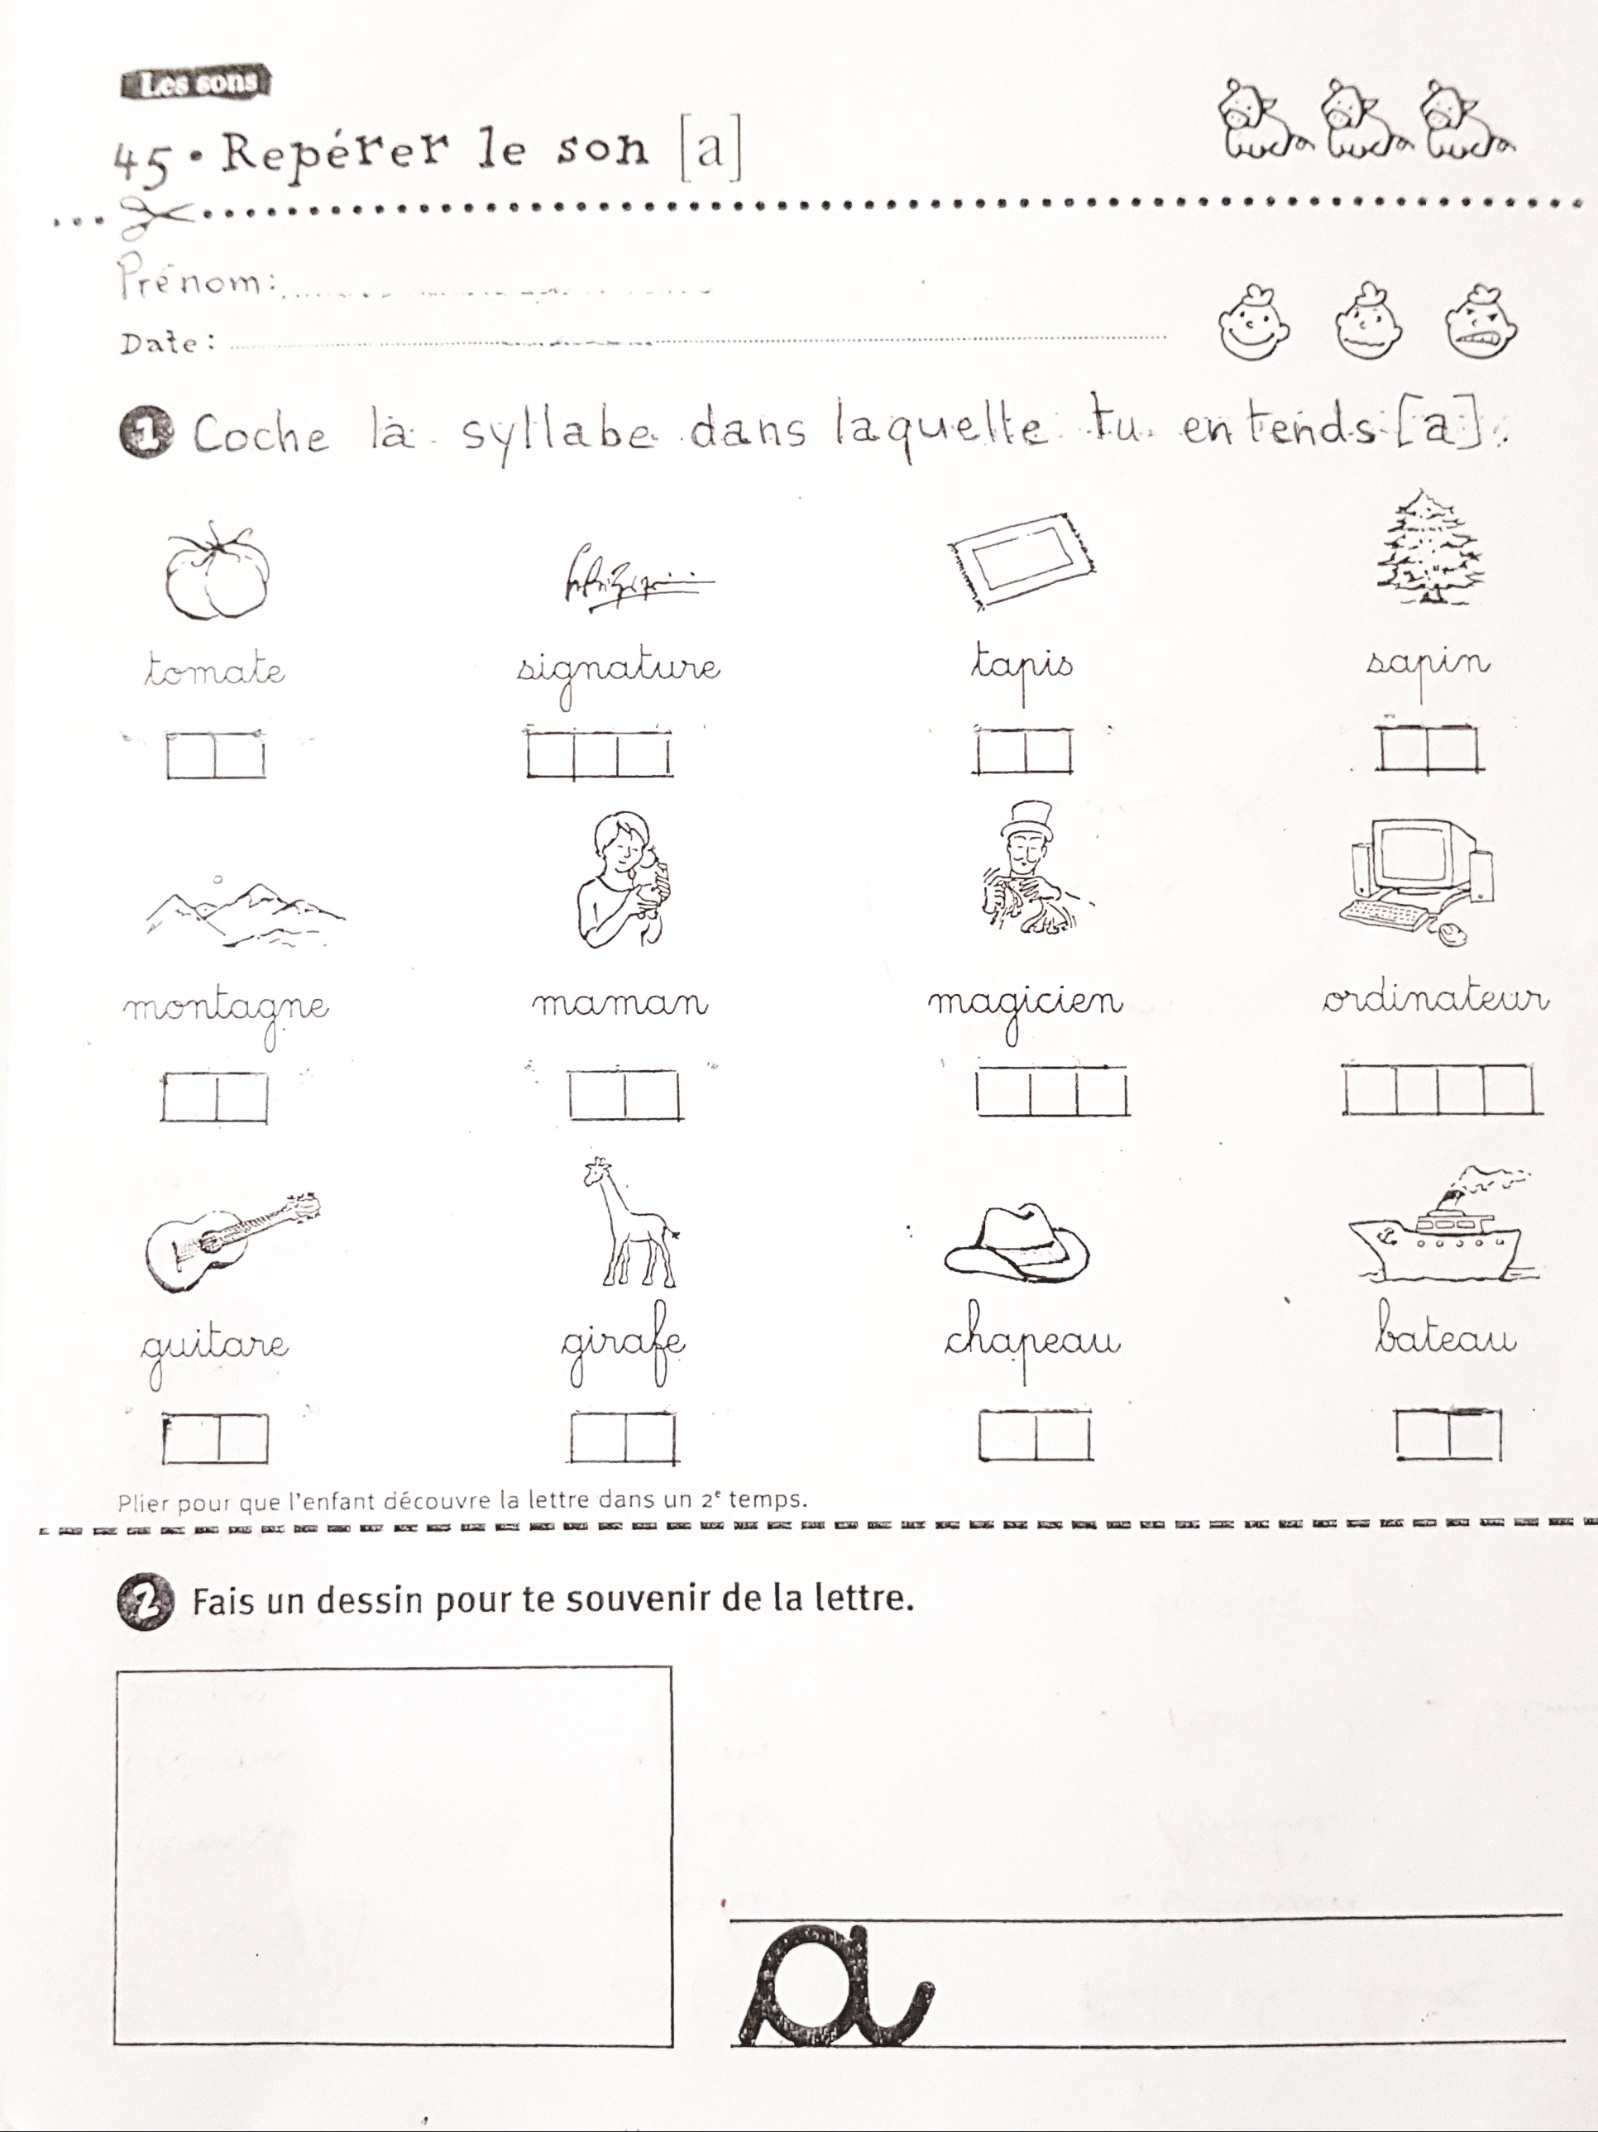 Les sons
45 • Repérer le son [a]
Prénom:
Date:
1 Coche la syllabe dans laquelle tu entends [a].
tomate signature tapis sapin
montagne maman magicien ordinateur
guitare girafe chapeau bateau
Plier pour que l'enfant découvre la lettre dans un 2e temps.
2 Fais un dessin pour te souvenir de la lettre.
a